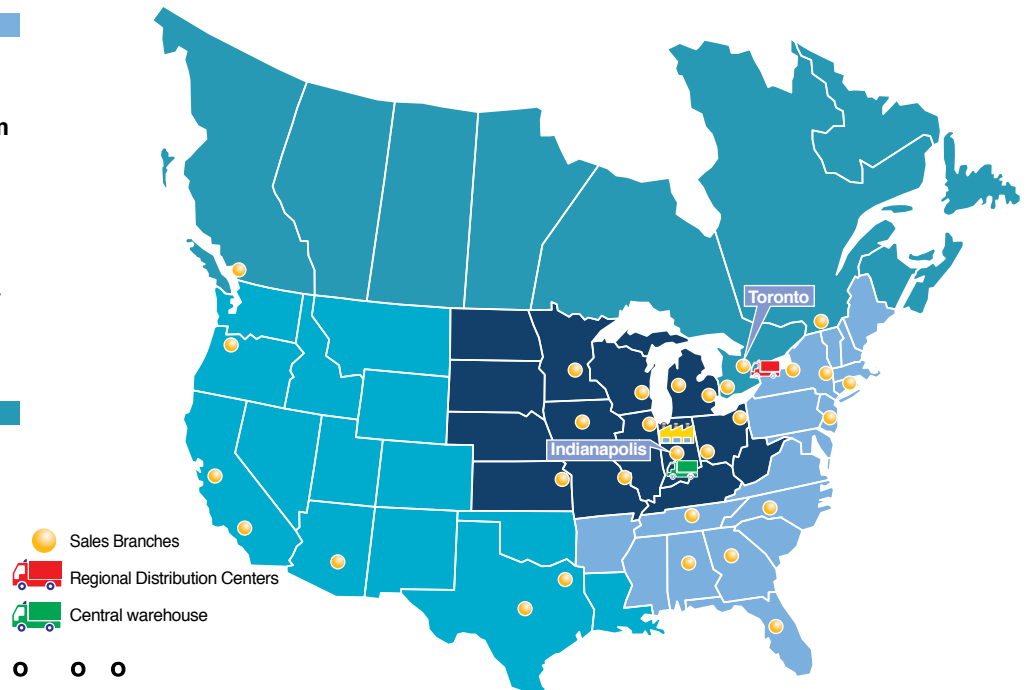 n
Toronto
Indianapolis
Sales Branches
Regional Distribution Centers
Central warehouse
o o o